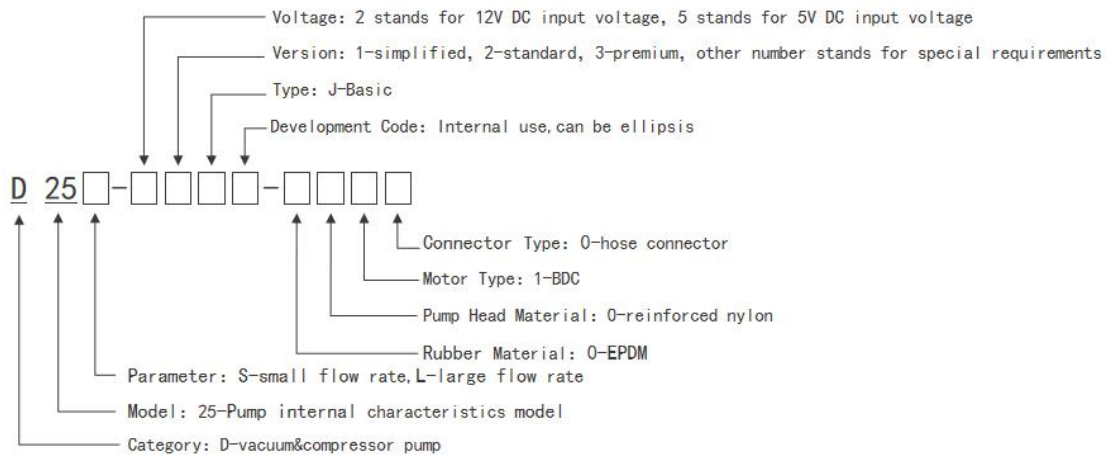 Voltage: 2 stands for 12V DC input voltage, 5 stands for 5V DC input voltage
Version: 1-simplified, 2-standard, 3-premium, other number stands for special requirements
Type: J-Basic
Development Code: Internal use,can be ellipsis
D 25□-□□□□-□□□□
Connector Type: 0-hose connector
Motor Type: 1-BDC
Pump Head Material: 0-reinforced nylon
Rubber Material: 0-EPDM
Parameter: S-small flow rate,L-large flow rate
Model: 25-Pump internal characteristics model
Category: D-vacuum&compressor pump